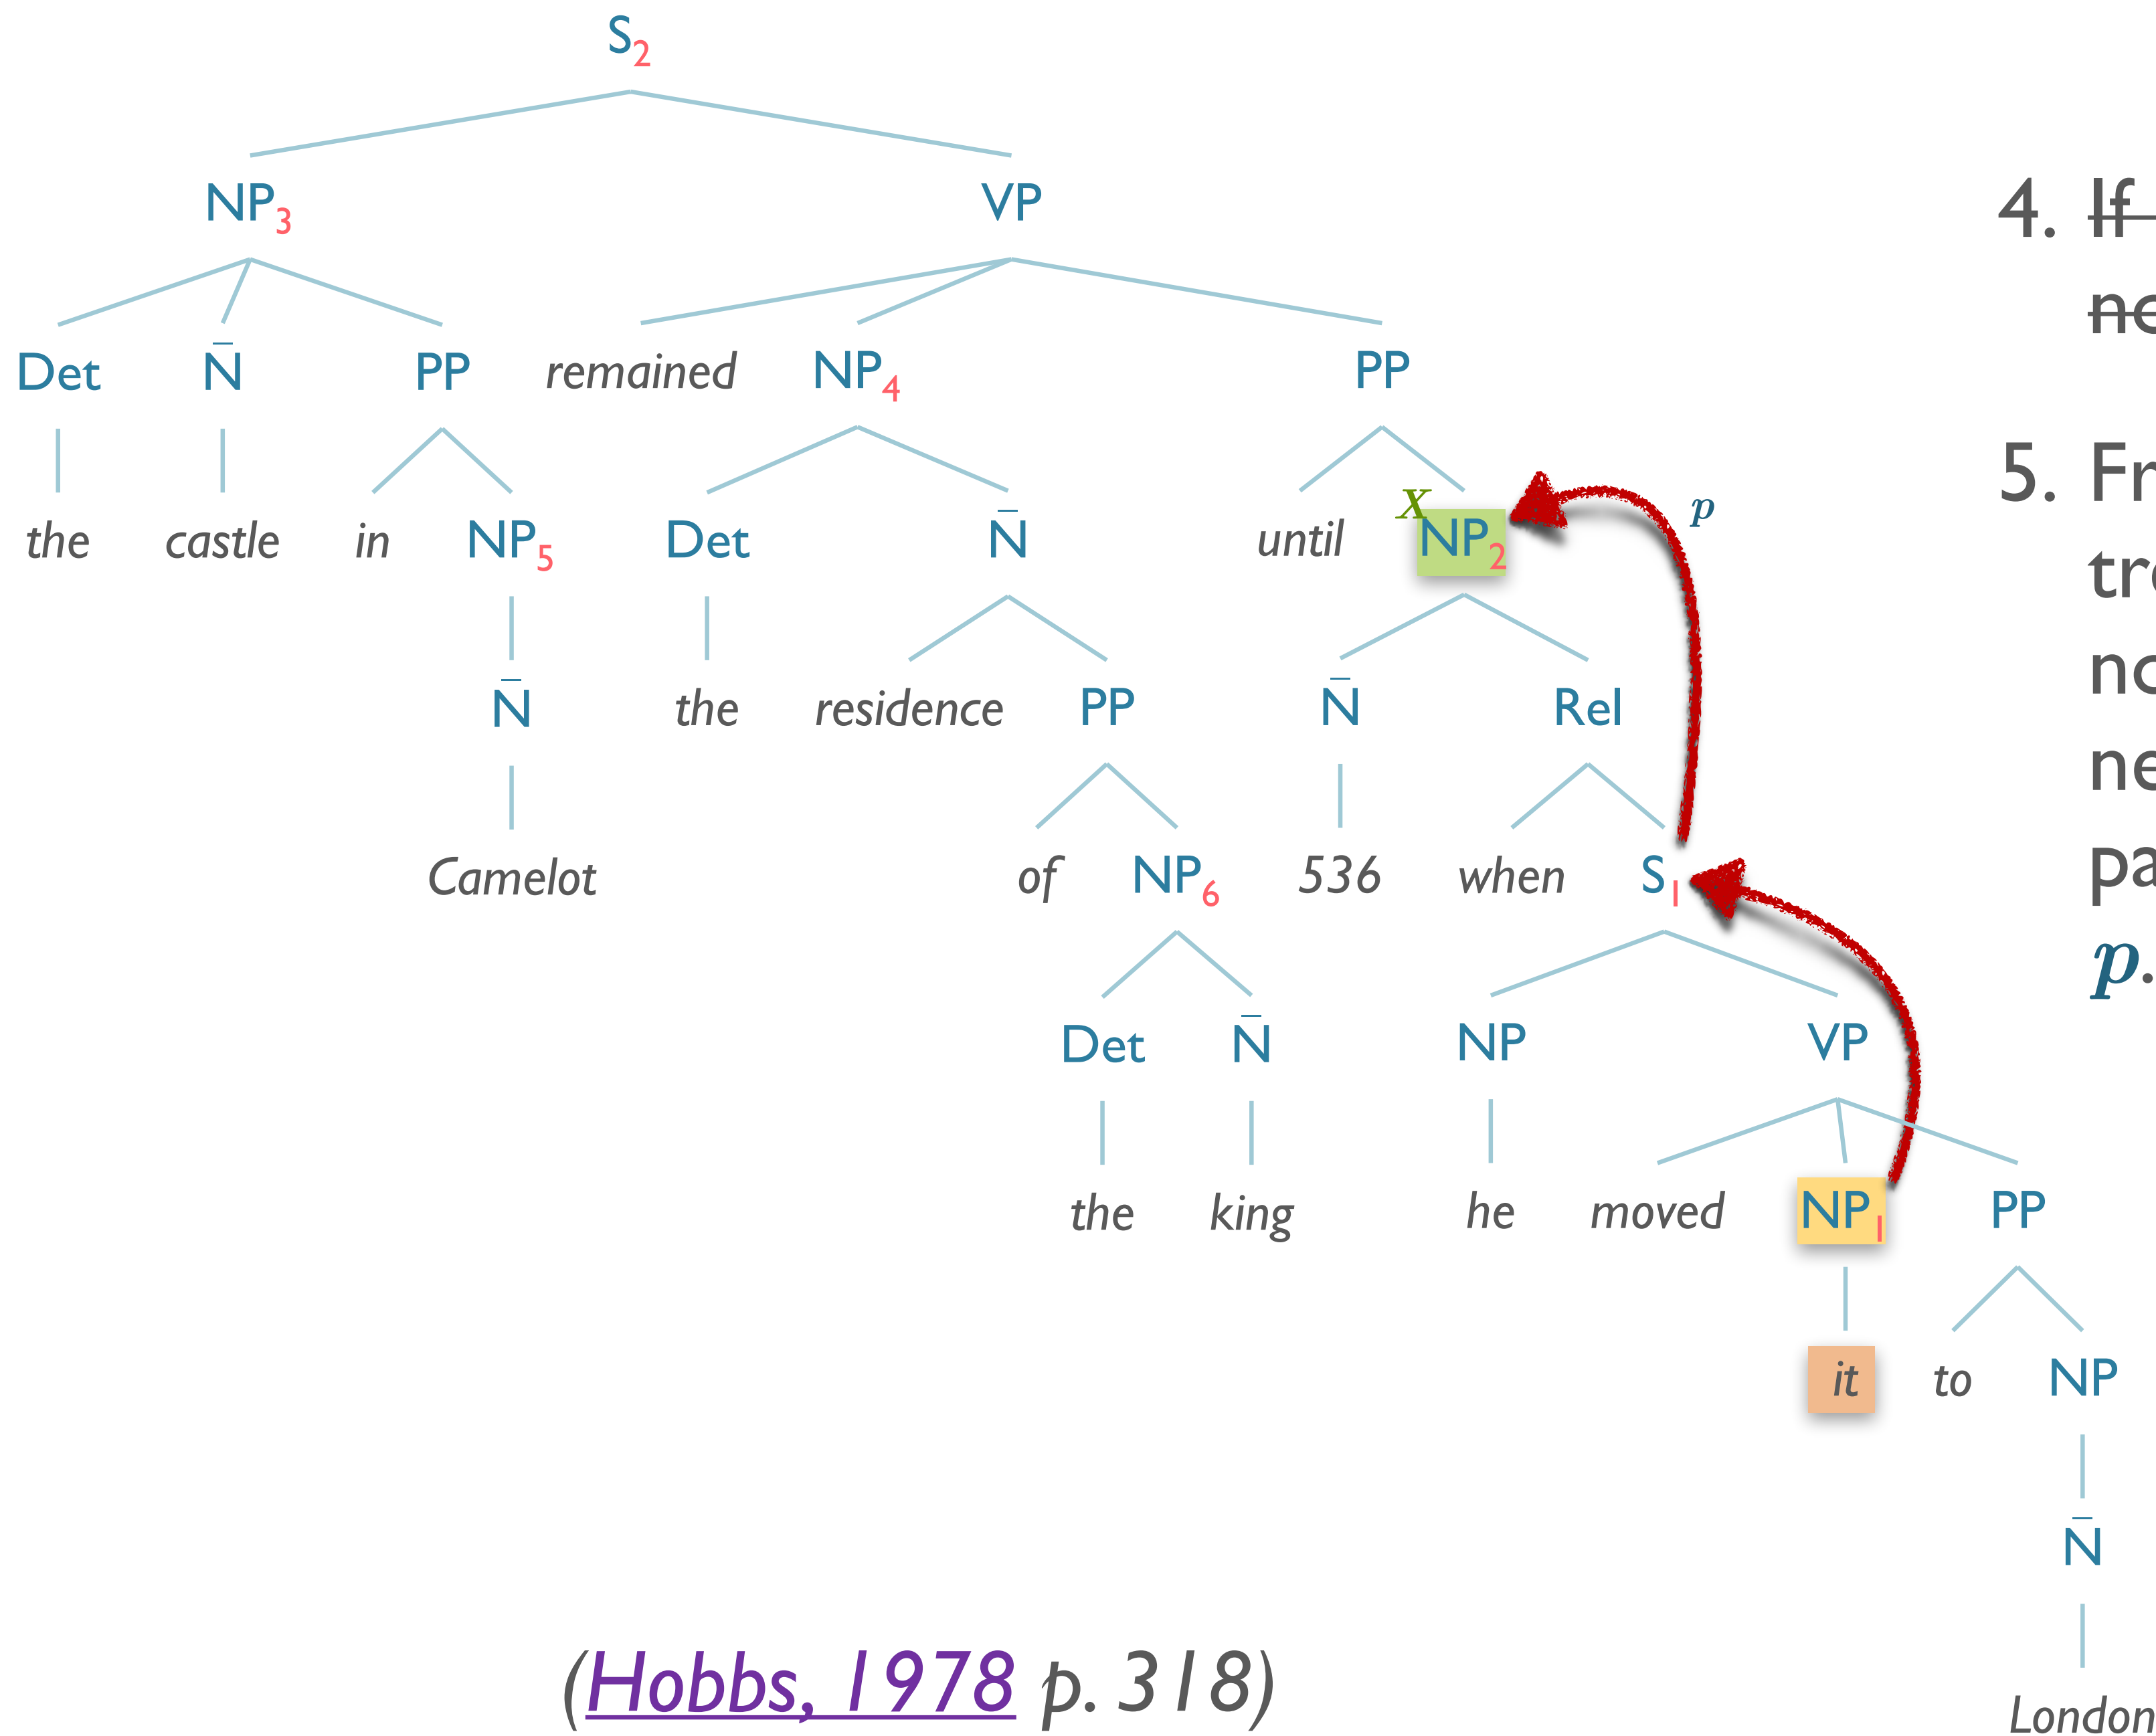 S2
NP3 VP
Det N̄ PP remained NP4 PP
the castle in NP5 Det N̄ until X NP2 p
N̄ the residence PP N̄ Rel
Camelot of NP6 536 when S1
Det N̄ NP VP
the king he moved NP1 PP
it to NP
N̄
London
4. If
5.
p.
(Hobbs, 1978 p. 318)